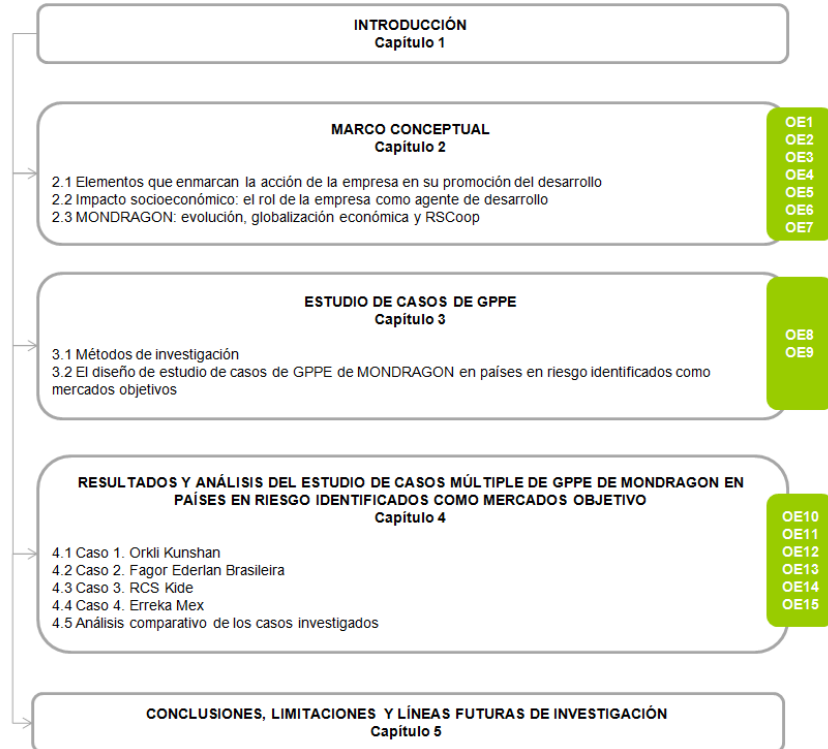 INTRODUCCIÓN
Capítulo 1
MARCO CONCEPTUAL
Capítulo 2
2.1 Elementos que enmarcan la acción de la empresa en su promoción del desarrollo
2.2 Impacto socioeconómico: el rol de la empresa como agente de desarrollo
2.3 MONDRAGON: evolución, globalización económica y RSCoop
OE1
OE2
OE3
OE4
OE5
OE6
OE7
ESTUDIO DE CASOS DE GPPE
Capítulo 3
3.1 Métodos de investigación
3.2 El diseño de estudio de casos de GPPE de MONDRAGON en países en riesgo identificados como
mercados objetivos
OE8
OE9
RESULTADOS Y ANÁLISIS DEL ESTUDIO DE CASOS MÚLTIPLE DE GPPE DE MONDRAGON EN
PAÍSES EN RIESGO IDENTIFICADOS COMO MERCADOS OBJETIVO
Capítulo 4
4.1 Caso 1. Orkli Kunshan
4.2 Caso 2. Fagor Ederlan Brasileira
4.3 Caso 3. RCS Kide
4.4 Caso 4. Erreka Mex
4.5 Análisis comparativo de los casos investigados
OE10
OE11
OE12
OE13
OE14
OE15
CONCLUSIONES, LIMITACIONES Y LÍNEAS FUTURAS DE INVESTIGACIÓN
Capítulo 5